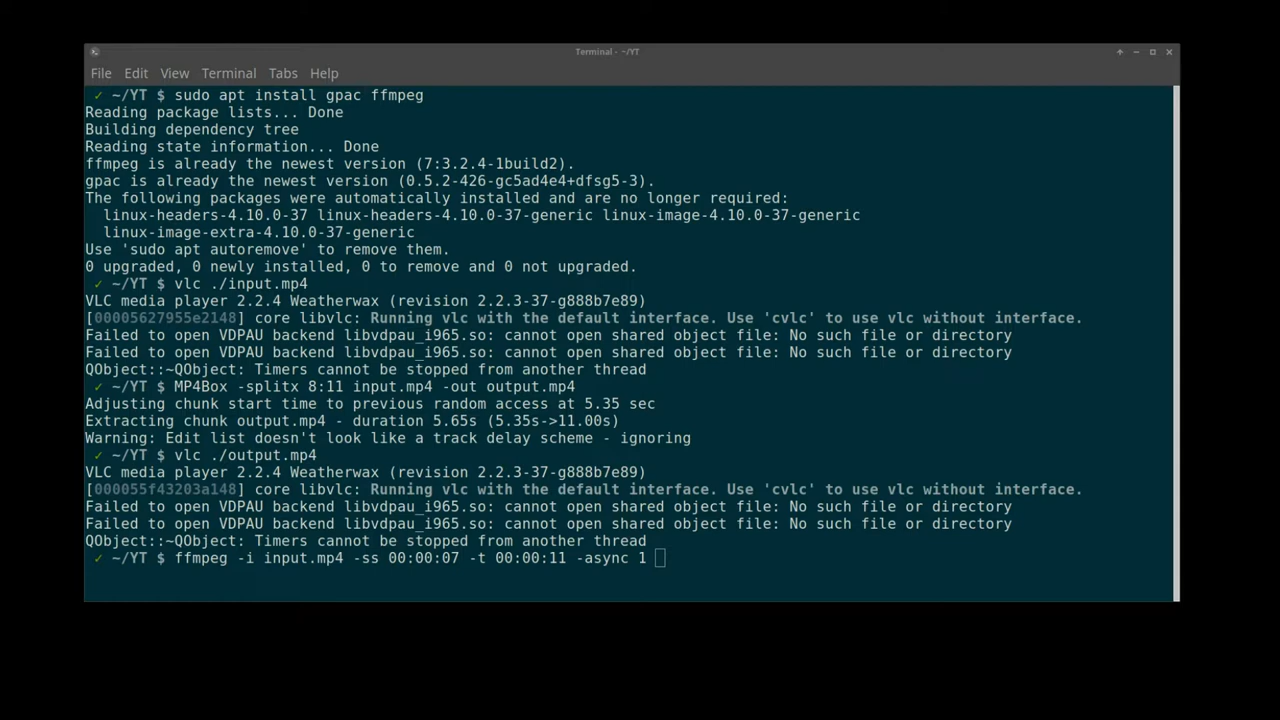 Terminal - ~/YT
File Edit View Terminal Tabs Help
✓ ~/YT $ sudo apt install gpac ffmpeg
Reading package lists... Done
Building dependency tree
Reading state information... Done
ffmpeg is already the newest version (7:3.2.4-1build2).
gpac is already the newest version (0.5.2-426-gc5ad4e4+dfsg5-3).
The following packages were automatically installed and are no longer required:
linux-headers-4.10.0-37 linux-headers-4.10.0-37-generic linux-image-4.10.0-37-generic
linux-image-extra-4.10.0-37-generic
Use 'sudo apt autoremove' to remove them.
0 upgraded, 0 newly installed, 0 to remove and 0 not upgraded.
✓ ~/YT $ vlc ./input.mp4
VLC media player 2.2.4 Weatherwax (revision 2.2.3-37-g888b7e89)
[00005627955e2148] core libvlc: Running vlc with the default interface. Use 'cvlc' to use vlc without interface.
Failed to open VDPAU backend libvdpau_i965.so: cannot open shared object file: No such file or directory
Failed to open VDPAU backend libvdpau_i965.so: cannot open shared object file: No such file or directory
QObject::~QObject: Timers cannot be stopped from another thread
✓ ~/YT $ MP4Box -splitx 8:11 input.mp4 -out output.mp4
Adjusting chunk start time to previous random access at 5.35 sec
Extracting chunk output.mp4 - duration 5.65s (5.35s->11.00s)
Warning: Edit list doesn't look like a track delay scheme - ignoring
✓ ~/YT $ vlc ./output.mp4
VLC media player 2.2.4 Weatherwax (revision 2.2.3-37-g888b7e89)
[000055f43203a148] core libvlc: Running vlc with the default interface. Use 'cvlc' to use vlc without interface.
Failed to open VDPAU backend libvdpau_i965.so: cannot open shared object file: No such file or directory
Failed to open VDPAU backend libvdpau_i965.so: cannot open shared object file: No such file or directory
QObject::~QObject: Timers cannot be stopped from another thread
✓ ~/YT $ ffmpeg -i input.mp4 -ss 00:00:07 -t 00:00:11 -async 1